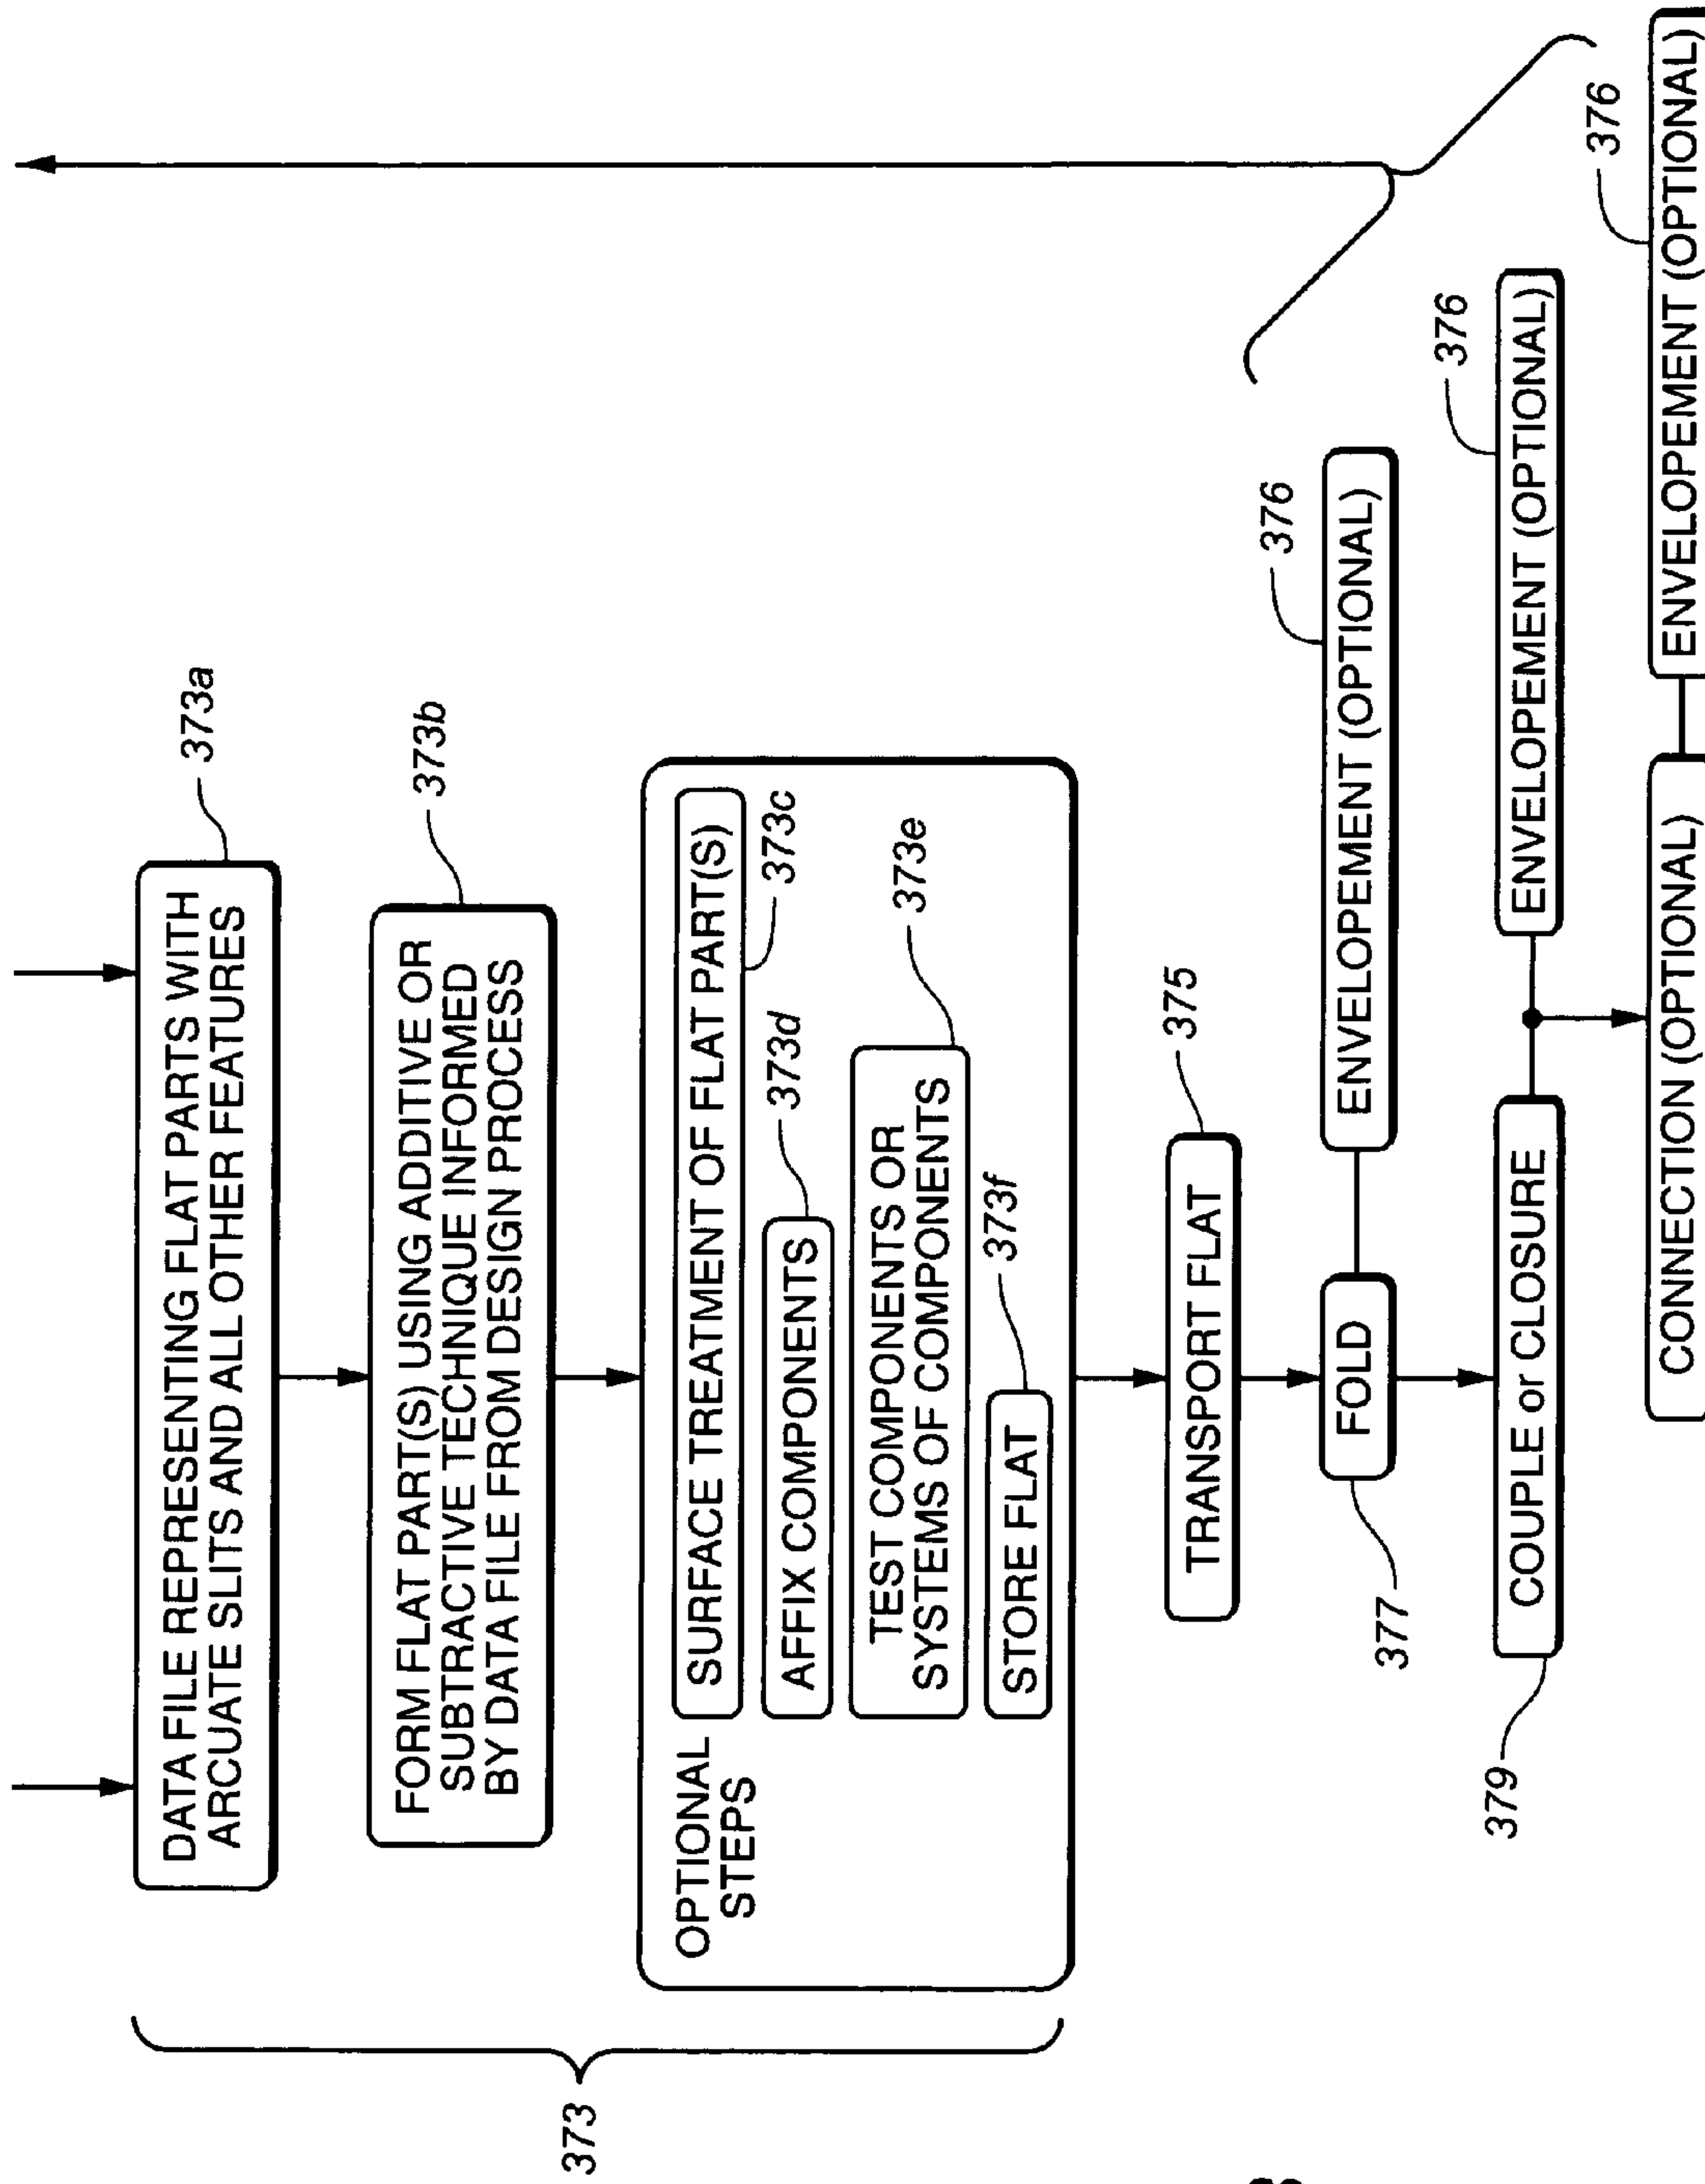 373a
DATA FILE REPRESENTING FLAT PARTS WITH
ARCUATE SLITS AND ALL OTHER FEATURES
373b
FORM FLAT PART(S) USING ADDITIVE OR
SUBTRACTIVE TECHNIQUE INFORMED
BY DATA FILE FROM DESIGN PROCESS
373
OPTIONAL
STEPS
SURFACE TREATMENT OF FLAT PART(S)
373c
373d
AFFIX COMPONENTS
373e
TEST COMPONENTS OR
SYSTEMS OF COMPONENTS
373f
STORE FLAT
375
TRANSPORT FLAT
376
FOLD
ENVELOPEMENT (OPTIONAL)
377
376
COUPLE or CLOSURE
ENVELOPEMENT (OPTIONAL)
379
376
CONNECTION (OPTIONAL)
ENVELOPEMENT (OPTIONAL)